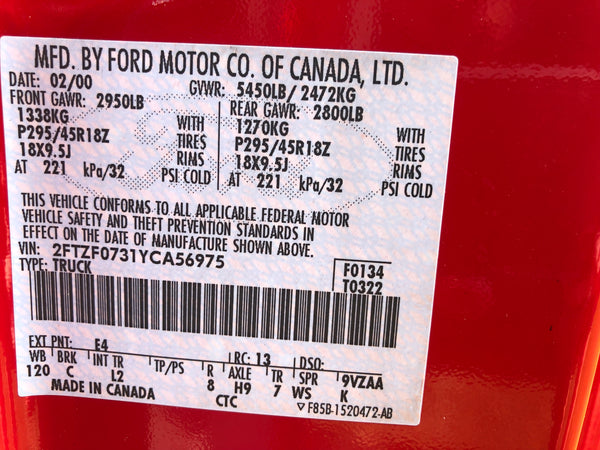 MFD. BY FORD MOTOR CO. OF CANADA, LTD.
DATE: 02/00 GVWR: 5450LB/2472KG
FRONT GAWR: 2950LB REAR GAWR: 2800LB
1338KG WITH 1270KG WITH
P295/45R18Z TIRES P295/45R18Z TIRES
18X9.5J RIMS 18X9.5J RIMS
AT 221 kPa/32 PSI COLD AT 221 kPa/32 PSI COLD
THIS VEHICLE CONFORMS TO ALL APPLICABLE FEDERAL MOTOR
VEHICLE SAFETY AND THEFT PREVENTION STANDARDS IN
EFFECT ON THE DATE OF MANUFACTURE SHOWN ABOVE.
VIN: 2FTZF0731YCA56975 F0134
TYPE: TRUCK T0322
EXT PNT: E4 RC: 13 DSO:
WB BRK INT TR TP/PS R AXLE TR SPR 9VZAA
120 C L2 8 H9 7 WS K
MADE IN CANADA CTC ▽F85B-1520472-AB